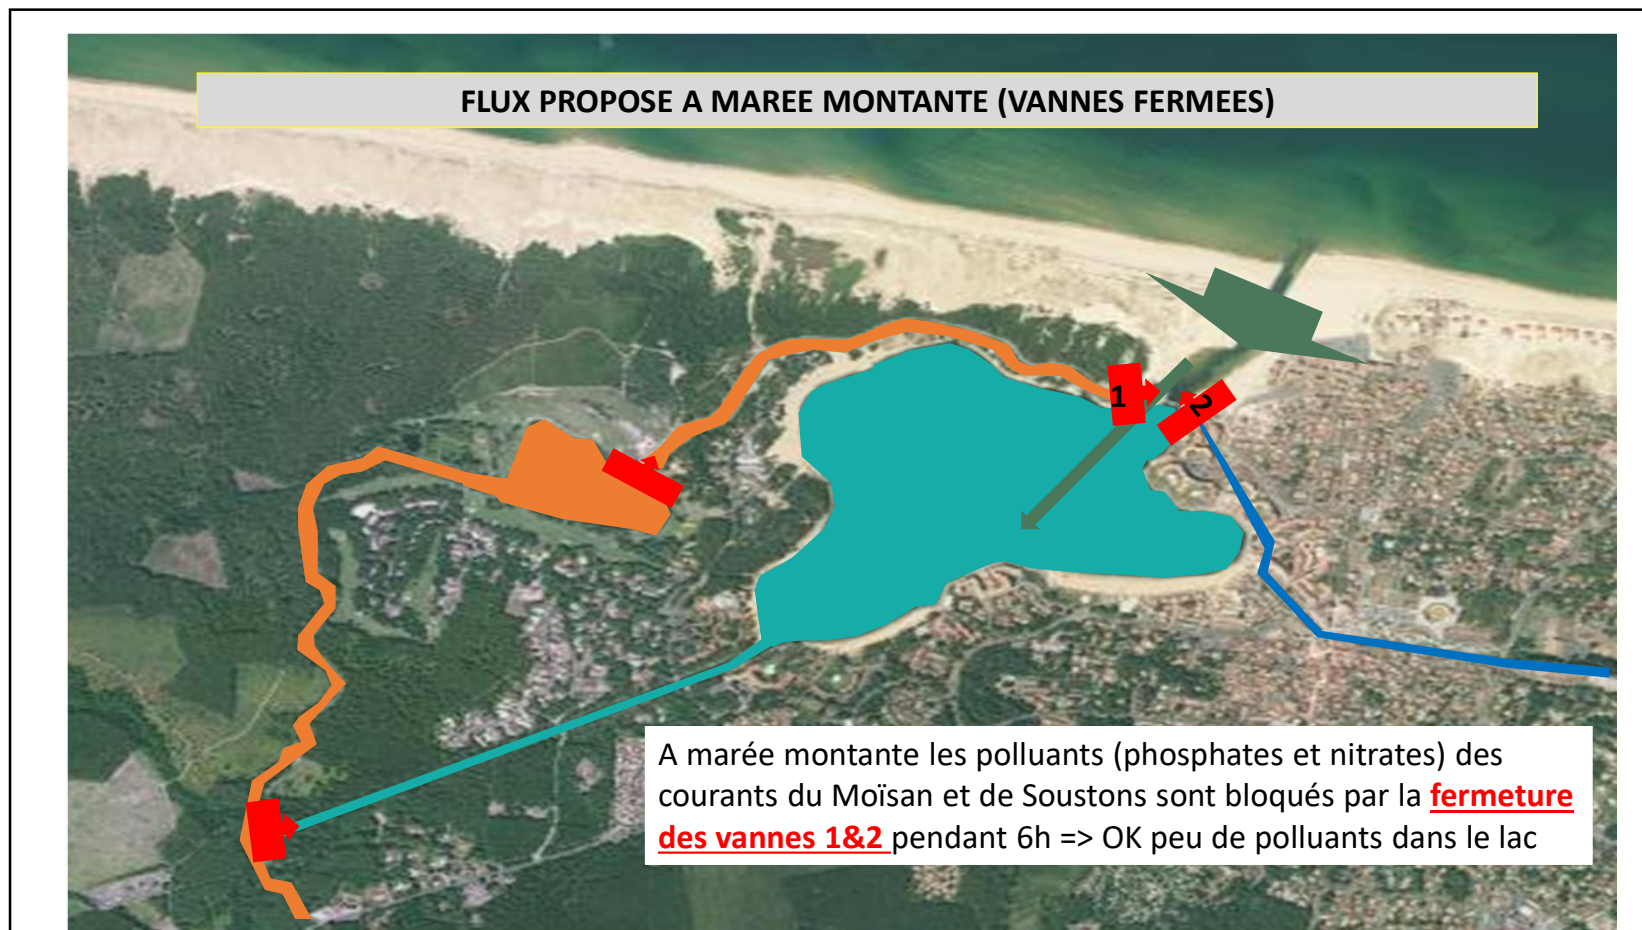 FLUX PROPOSE A MAREE MONTANTE (VANNES FERMEES)
1
2
A marée montante les polluants (phosphates et nitrates) des
courants du Moïsan et de Soustons sont bloqués par la fermeture
des vannes 1&2 pendant 6h => OK peu de polluants dans le lac